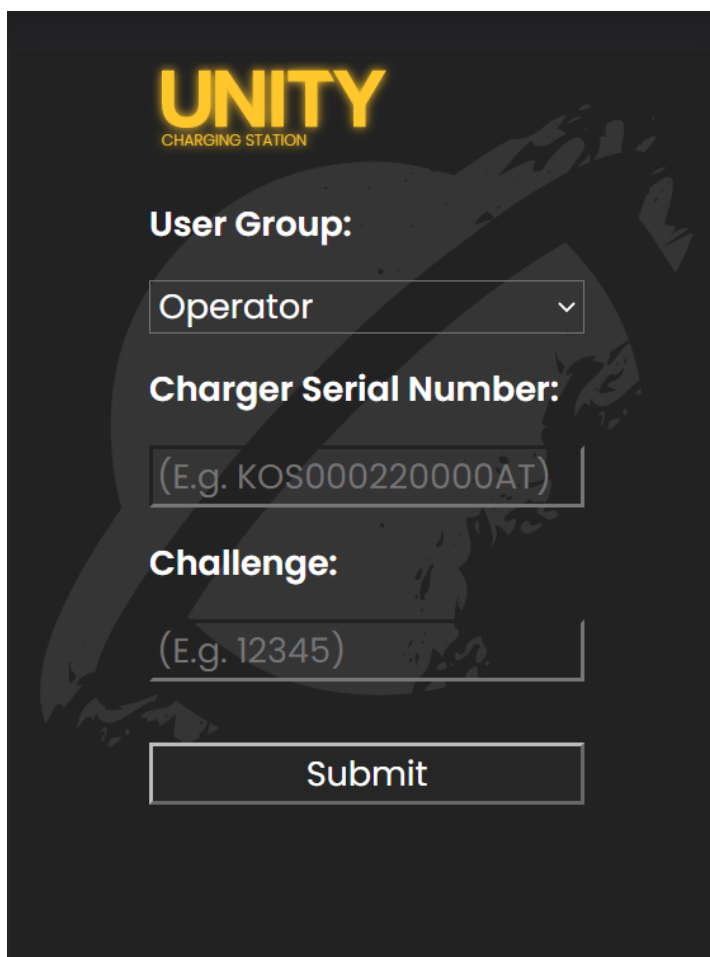 UNITY
CHARGING STATION
User Group:
Operator
Charger Serial Number:
(E.g. KOS000220000AT)
Challenge:
(E.g. 12345)
Submit